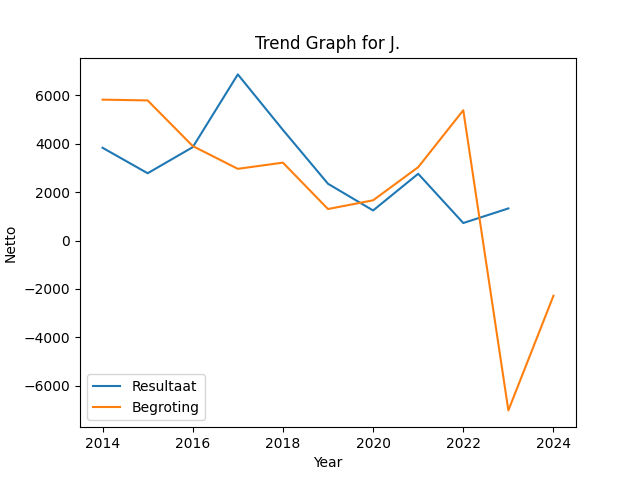 Trend Graph for J.
Netto
6000
4000
2000
0
−2000
−4000
−6000
Resultaat
Begroting
2014
2016
2018
2020
2022
2024
Year